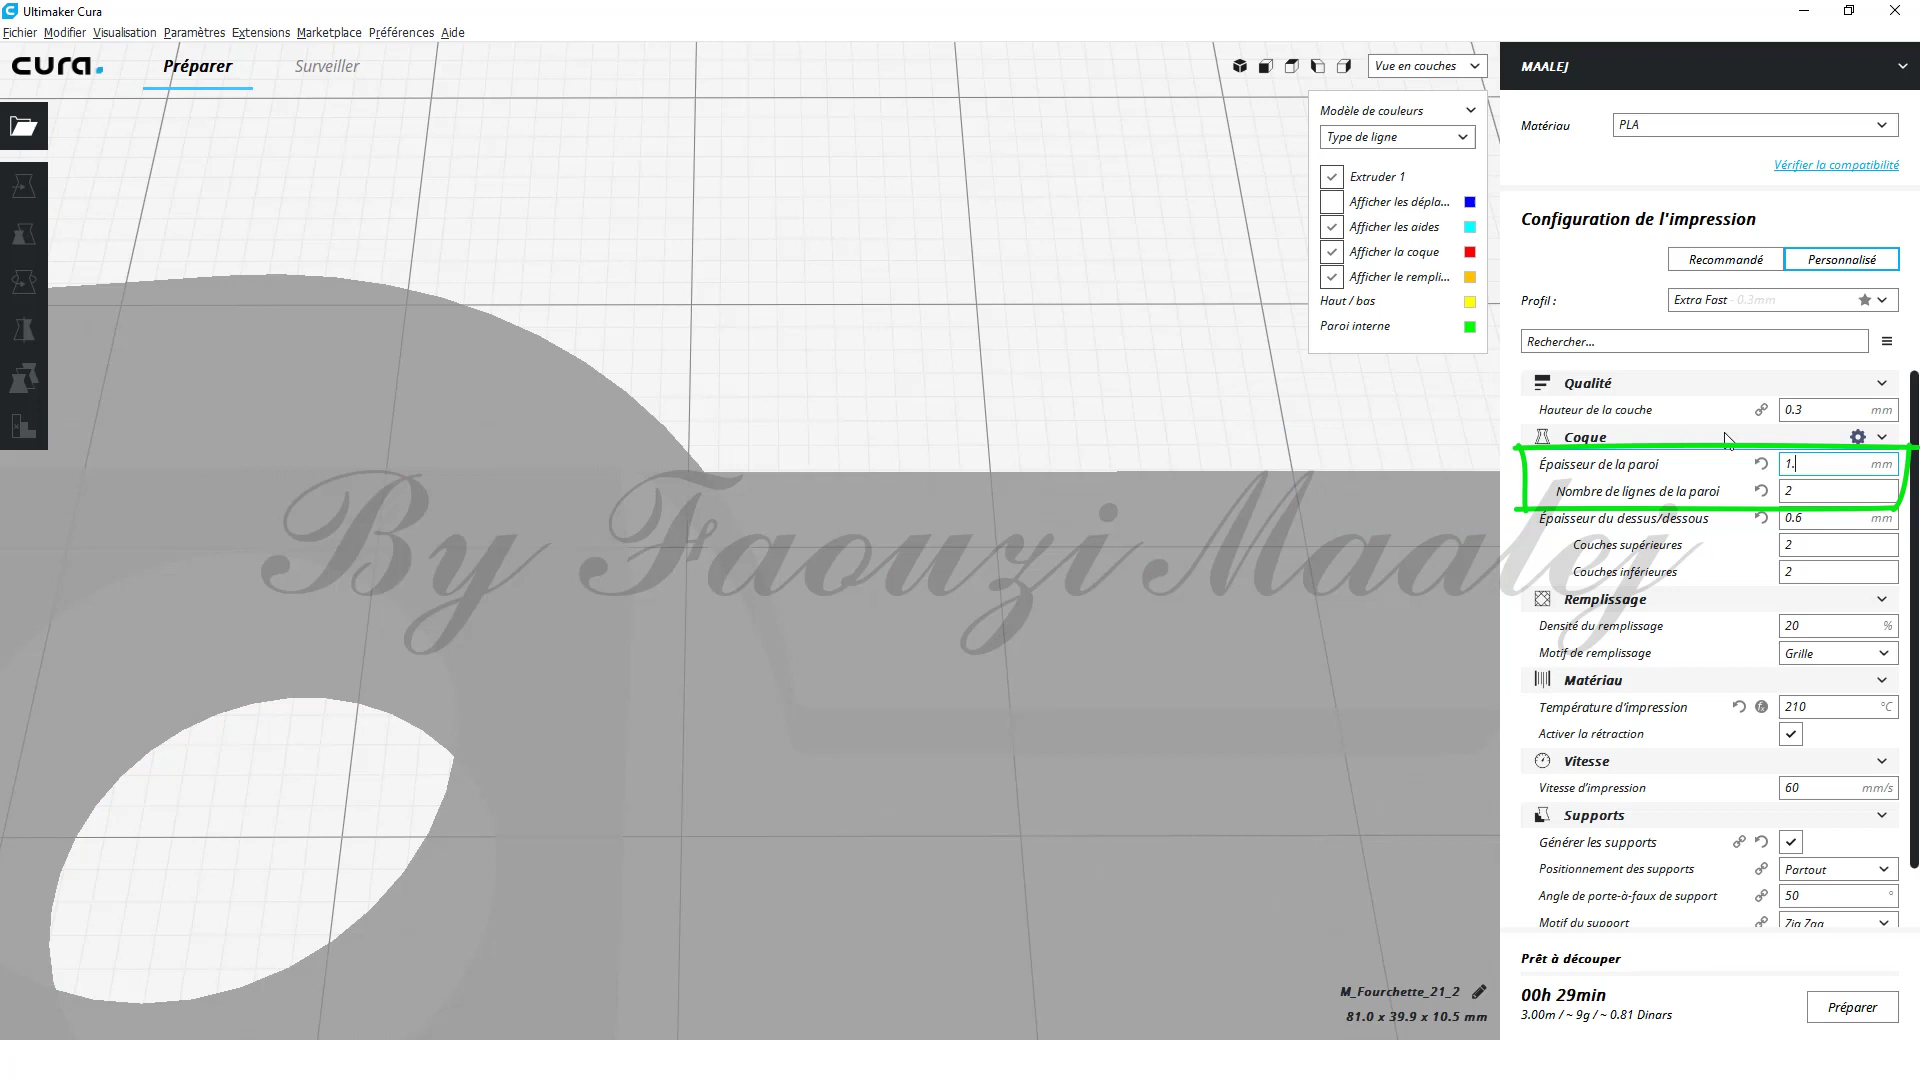 Ultimaker Cura
Fichier Modifier Visualisation Paramètres Extensions Marketplace Préférences Aide
cura.
Préparer
Surveiller
Vue en couches
MAALEJ
Modèle de couleurs
Type de ligne
Extruder 1
Afficher les dépla...
Afficher les aides
Afficher la coque
Afficher le rempli...
Haut / bas
Paroi interne
Matériau
PLA
Vérifier la compatibilité
Configuration de l'impression
Recommandé
Personnalisé
Profil :
Extra Fast - 0.3mm
Rechercher...
Qualité
Hauteur de la couche 0.3 mm
Coque
Épaisseur de la paroi 1. mm
Nombre de lignes de la paroi 2
Épaisseur du dessus/dessous 0.6 mm
Couches supérieures 2
Couches inférieures 2
Remplissage
Densité du remplissage 20 %
Motif de remplissage Grille
Matériau
Température d'impression 210 °C
Activer la rétraction
Vitesse
Vitesse d'impression 60 mm/s
Supports
Générer les supports
Positionnement des supports Partout
Angle de porte-à-faux de support 50 °
Motif du support Zig Zag
By Faouzi Maalej
M_Fourchette_21_2
81.0 x 39.9 x 10.5 mm
Prêt à découper
00h 29min
3.00m / ~ 9g / ~ 0.81 Dinars
Préparer